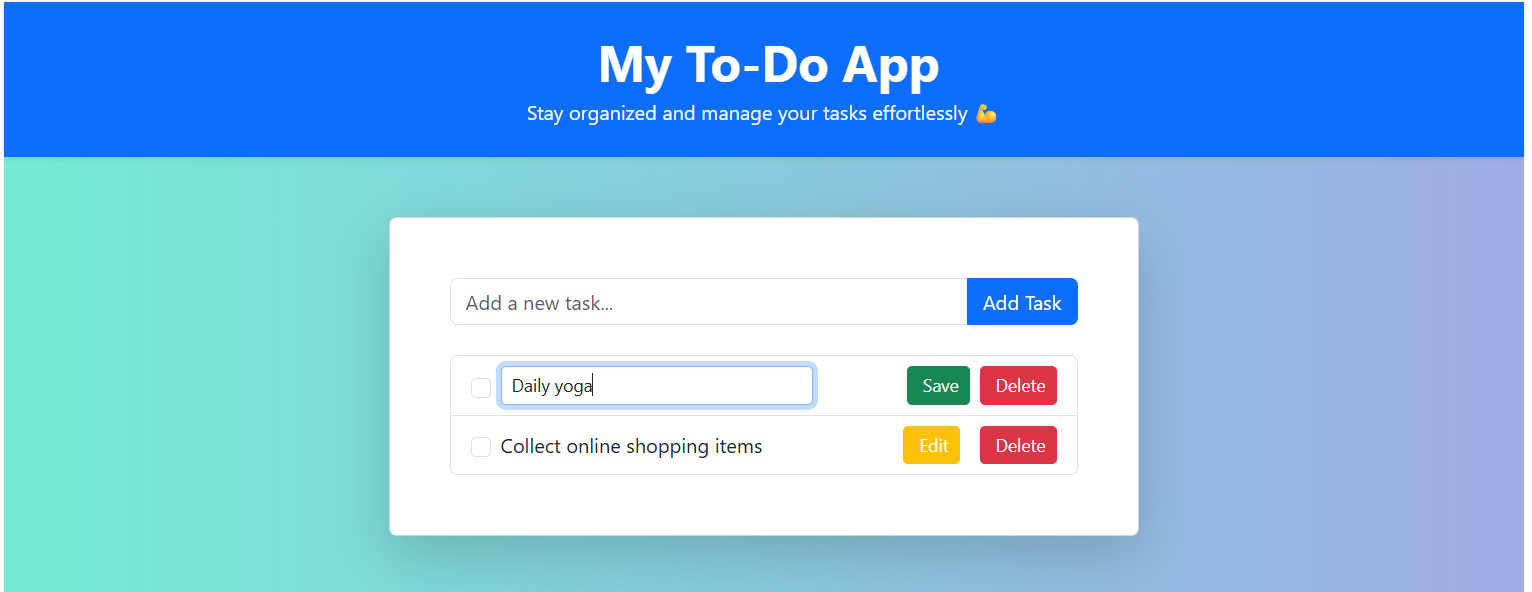 My To-Do App
Stay organized and manage your tasks effortlessly 💪
Add a new task... Add Task
Daily yoga Save Delete
Collect online shopping items Edit Delete